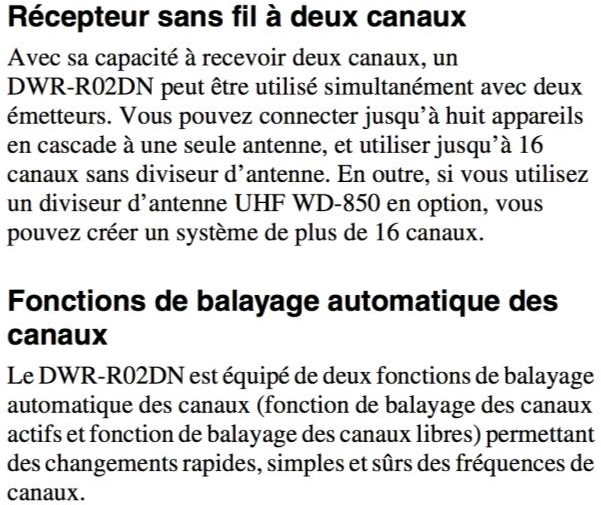 Récepteur sans fil à deux canaux
Avec sa capacité à recevoir deux canaux, un
DWR-R02DN peut être utilisé simultanément avec deux
émetteurs. Vous pouvez connecter jusqu'à huit appareils
en cascade à une seule antenne, et utiliser jusqu'à 16
canaux sans diviseur d'antenne. En outre, si vous utilisez
un diviseur d'antenne UHF WD-850 en option, vous
pouvez créer un système de plus de 16 canaux.
Fonctions de balayage automatique des
canaux
Le DWR-R02DN est équipé de deux fonctions de balayage
automatique des canaux (fonction de balayage des canaux
actifs et fonction de balayage des canaux libres) permettant
des changements rapides, simples et sûrs des fréquences de
canaux.